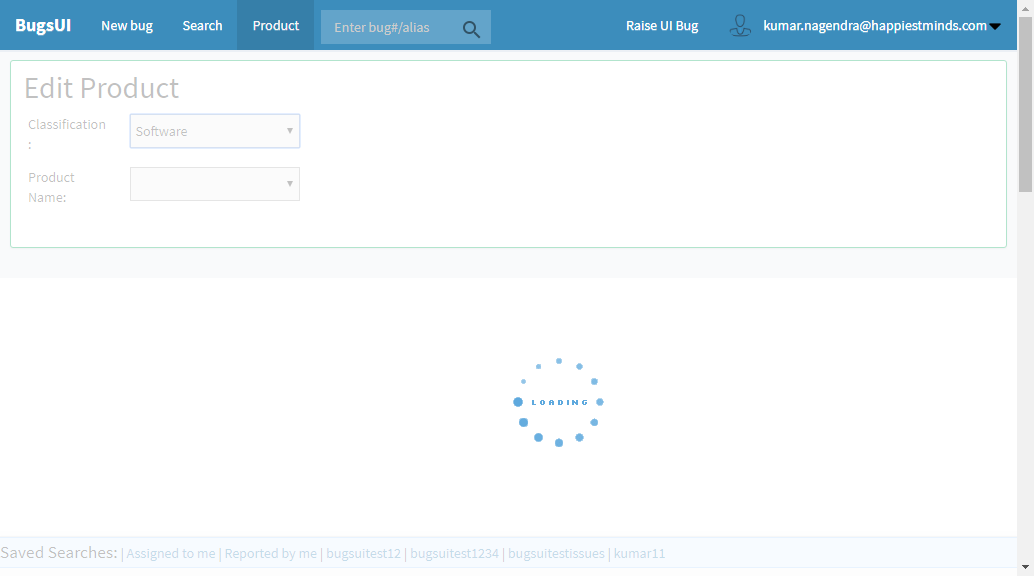 BugsUI New bug Search Product Enter bug#/alias Raise UI Bug kumar.nagendra@happiestminds.com
Edit Product
Classification
:
Software
Product
Name:
LOADING
Saved Searches: | Assigned to me | Reported by me | bugsuitest12 | bugsuitest1234 | bugsuitestissues | kumar11